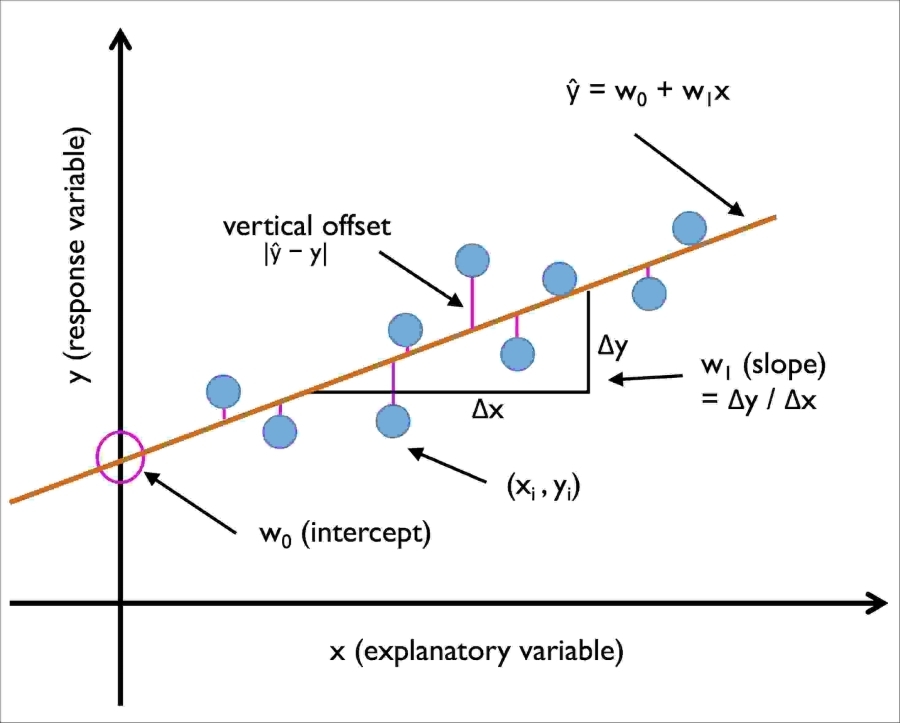 ŷ = w₀ + w₁x
y (response variable)
vertical offset
|ŷ − y|
Δy
w₁ (slope)
= Δy / Δx
Δx
(xᵢ , yᵢ)
w₀ (intercept)
x (explanatory variable)